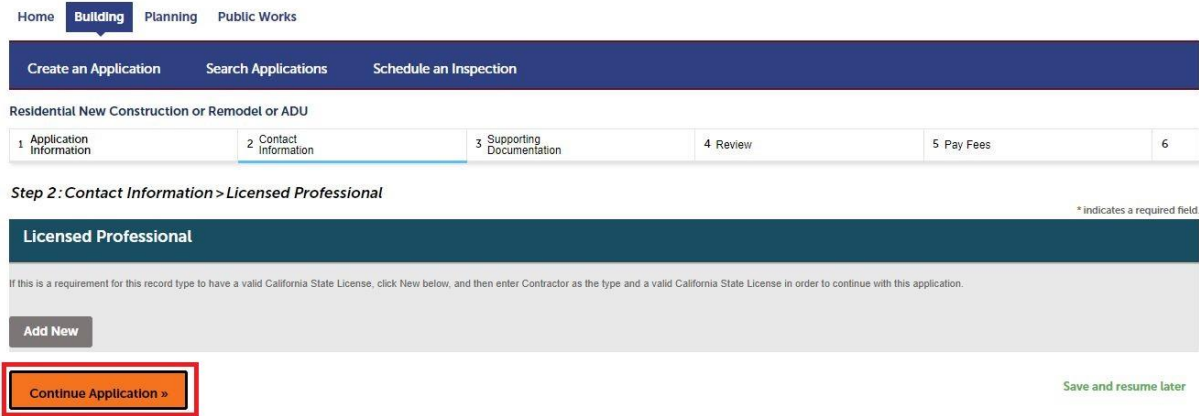 Home Building Planning Public Works
Create an Application Search Applications Schedule an Inspection
Residential New Construction or Remodel or ADU
1 Application Information
2 Contact Information
3 Supporting Documentation
4 Review
5 Pay Fees
6
Step 2: Contact Information > Licensed Professional
* indicates a required field.
Licensed Professional
If this is a requirement for this record type to have a valid California State License, click New below, and then enter Contractor as the type and a valid California State License in order to continue with this application.
Add New
Continue Application »
Save and resume later